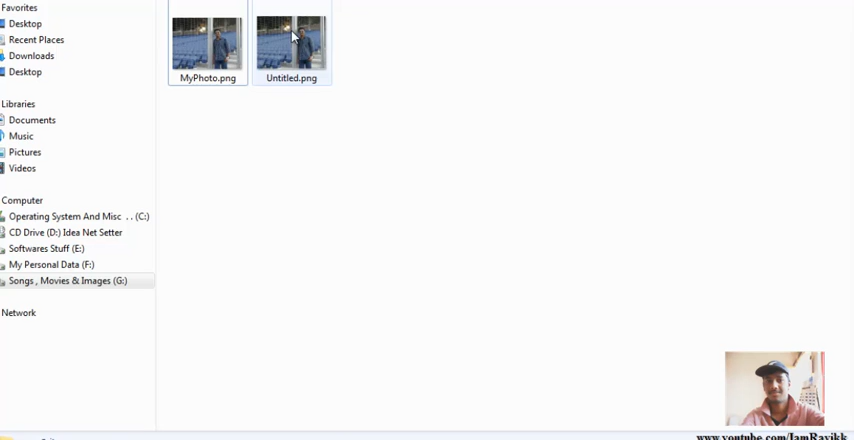 Favorites
Desktop
Recent Places
Downloads
Desktop
Libraries
Documents
Music
Pictures
Videos
Computer
Operating System And Misc . . (C:)
CD Drive (D:) Idea Net Setter
Softwares Stuff (E:)
My Personal Data (F:)
Songs , Movies & Images (G:)
Network
MyPhoto.png
Untitled.png
www.youtube.com/IamRavikk